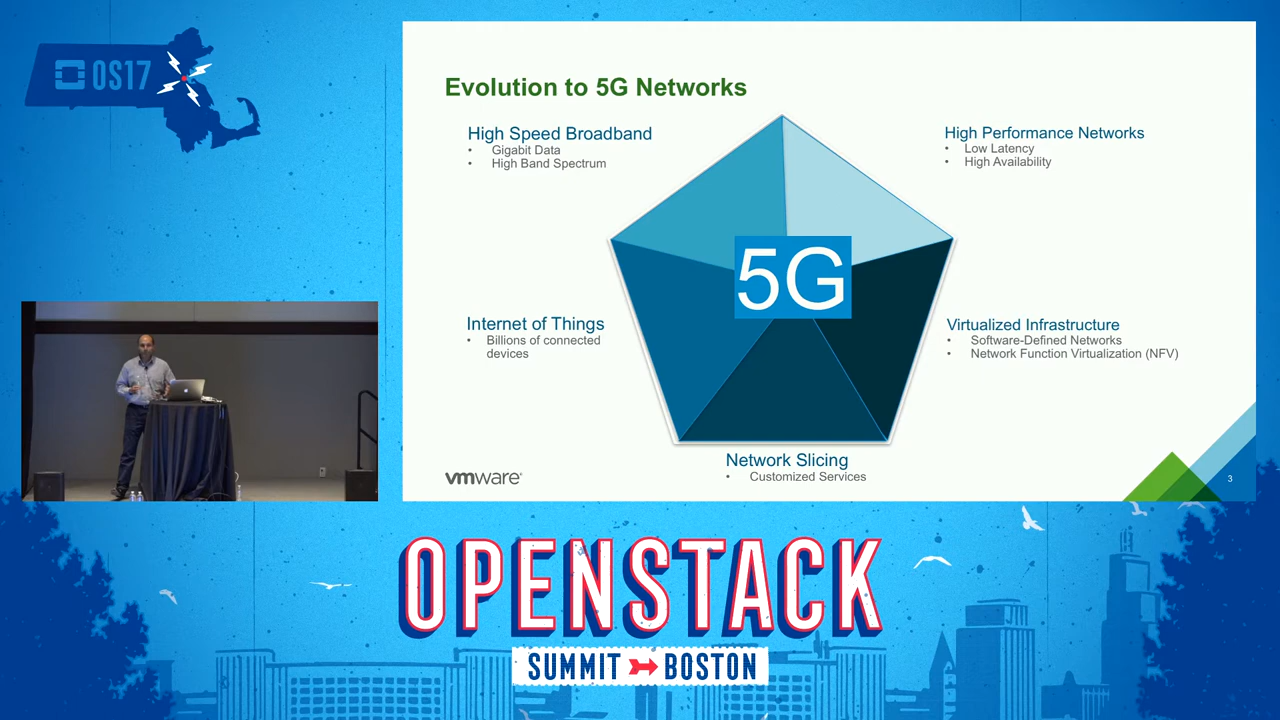 OS17
Evolution to 5G Networks
High Speed Broadband
• Gigabit Data
• High Band Spectrum
High Performance Networks
• Low Latency
• High Availability
5G
Internet of Things
• Billions of connected
devices
Virtualized Infrastructure
• Software-Defined Networks
• Network Function Virtualization (NFV)
Network Slicing
• Customized Services
vmware®
3
OPENSTACK
SUMMIT BOSTON